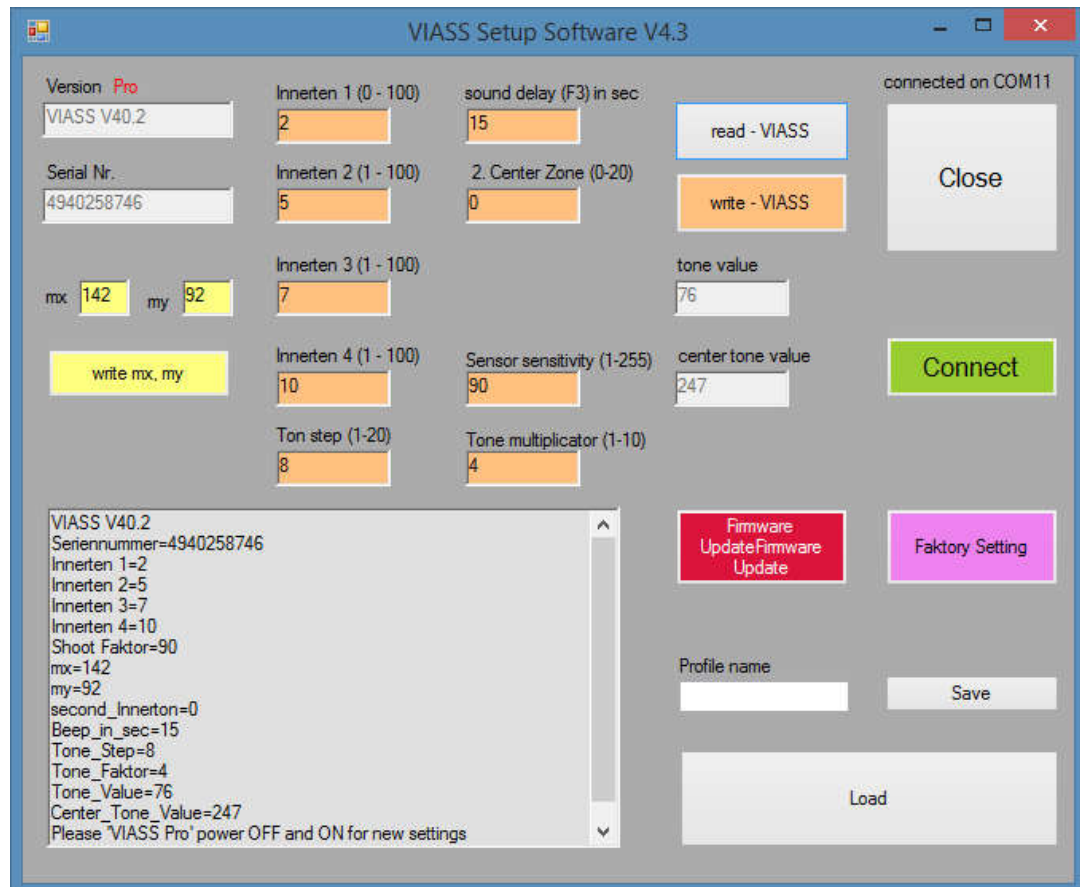 VIASS Setup Software V4.3
Version Pro
VIASS V40.2
Serial Nr.
4940258746
mx 142 my 92
write mx, my
Innerten 1 (0 - 100)
2
Innerten 2 (1 - 100)
5
Innerten 3 (1 - 100)
7
Innerten 4 (1 - 100)
10
Ton step (1-20)
8
sound delay (F3) in sec
15
2. Center Zone (0-20)
0
Sensor sensitivity (1-255)
90
Tone multiplicator (1-10)
4
read - VIASS
write - VIASS
tone value
76
center tone value
247
connected on COM11
Close
Connect
VIASS V40.2
Seriennummer=4940258746
Innerten 1=2
Innerten 2=5
Innerten 3=7
Innerten 4=10
Shoot Faktor=90
mx=142
my=92
second_Innerton=0
Beep_in_sec=15
Tone_Step=8
Tone_Faktor=4
Tone_Value=76
Center_Tone_Value=247
Please 'VIASS Pro' power OFF and ON for new settings
Firmware
UpdateFirmware
Update
Faktory Setting
Profile name
Save
Load